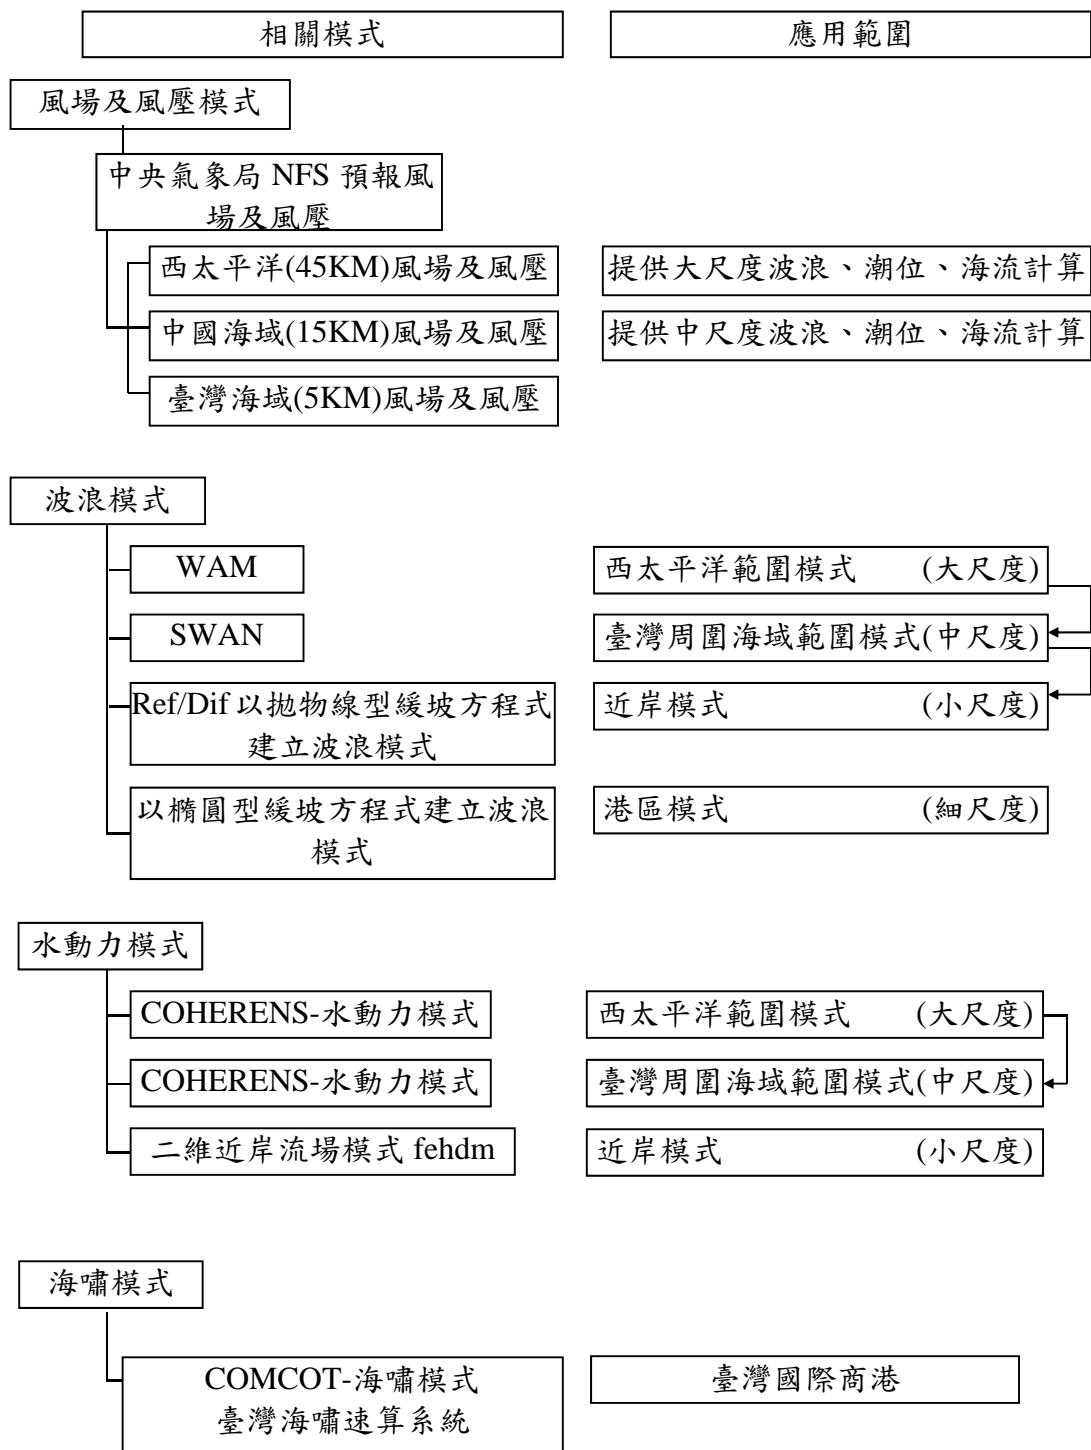 相關模式
應用範圍
風場及風壓模式
中央氣象局 NFS 預報風
場及風壓
西太平洋(45KM)風場及風壓
提供大尺度波浪、潮位、海流計算
中國海域(15KM)風場及風壓
提供中尺度波浪、潮位、海流計算
臺灣海域(5KM)風場及風壓
波浪模式
WAM
西太平洋範圍模式 (大尺度)
SWAN
臺灣周圍海域範圍模式(中尺度)
Ref/Dif 以拋物線型緩坡方程式
建立波浪模式
近岸模式 (小尺度)
以橢圓型緩坡方程式建立波浪
模式
港區模式 (細尺度)
水動力模式
COHERENS-水動力模式
西太平洋範圍模式 (大尺度)
COHERENS-水動力模式
臺灣周圍海域範圍模式(中尺度)
二維近岸流場模式 fehdm
近岸模式 (小尺度)
海嘯模式
COMCOT-海嘯模式
臺灣海嘯速算系統
臺灣國際商港